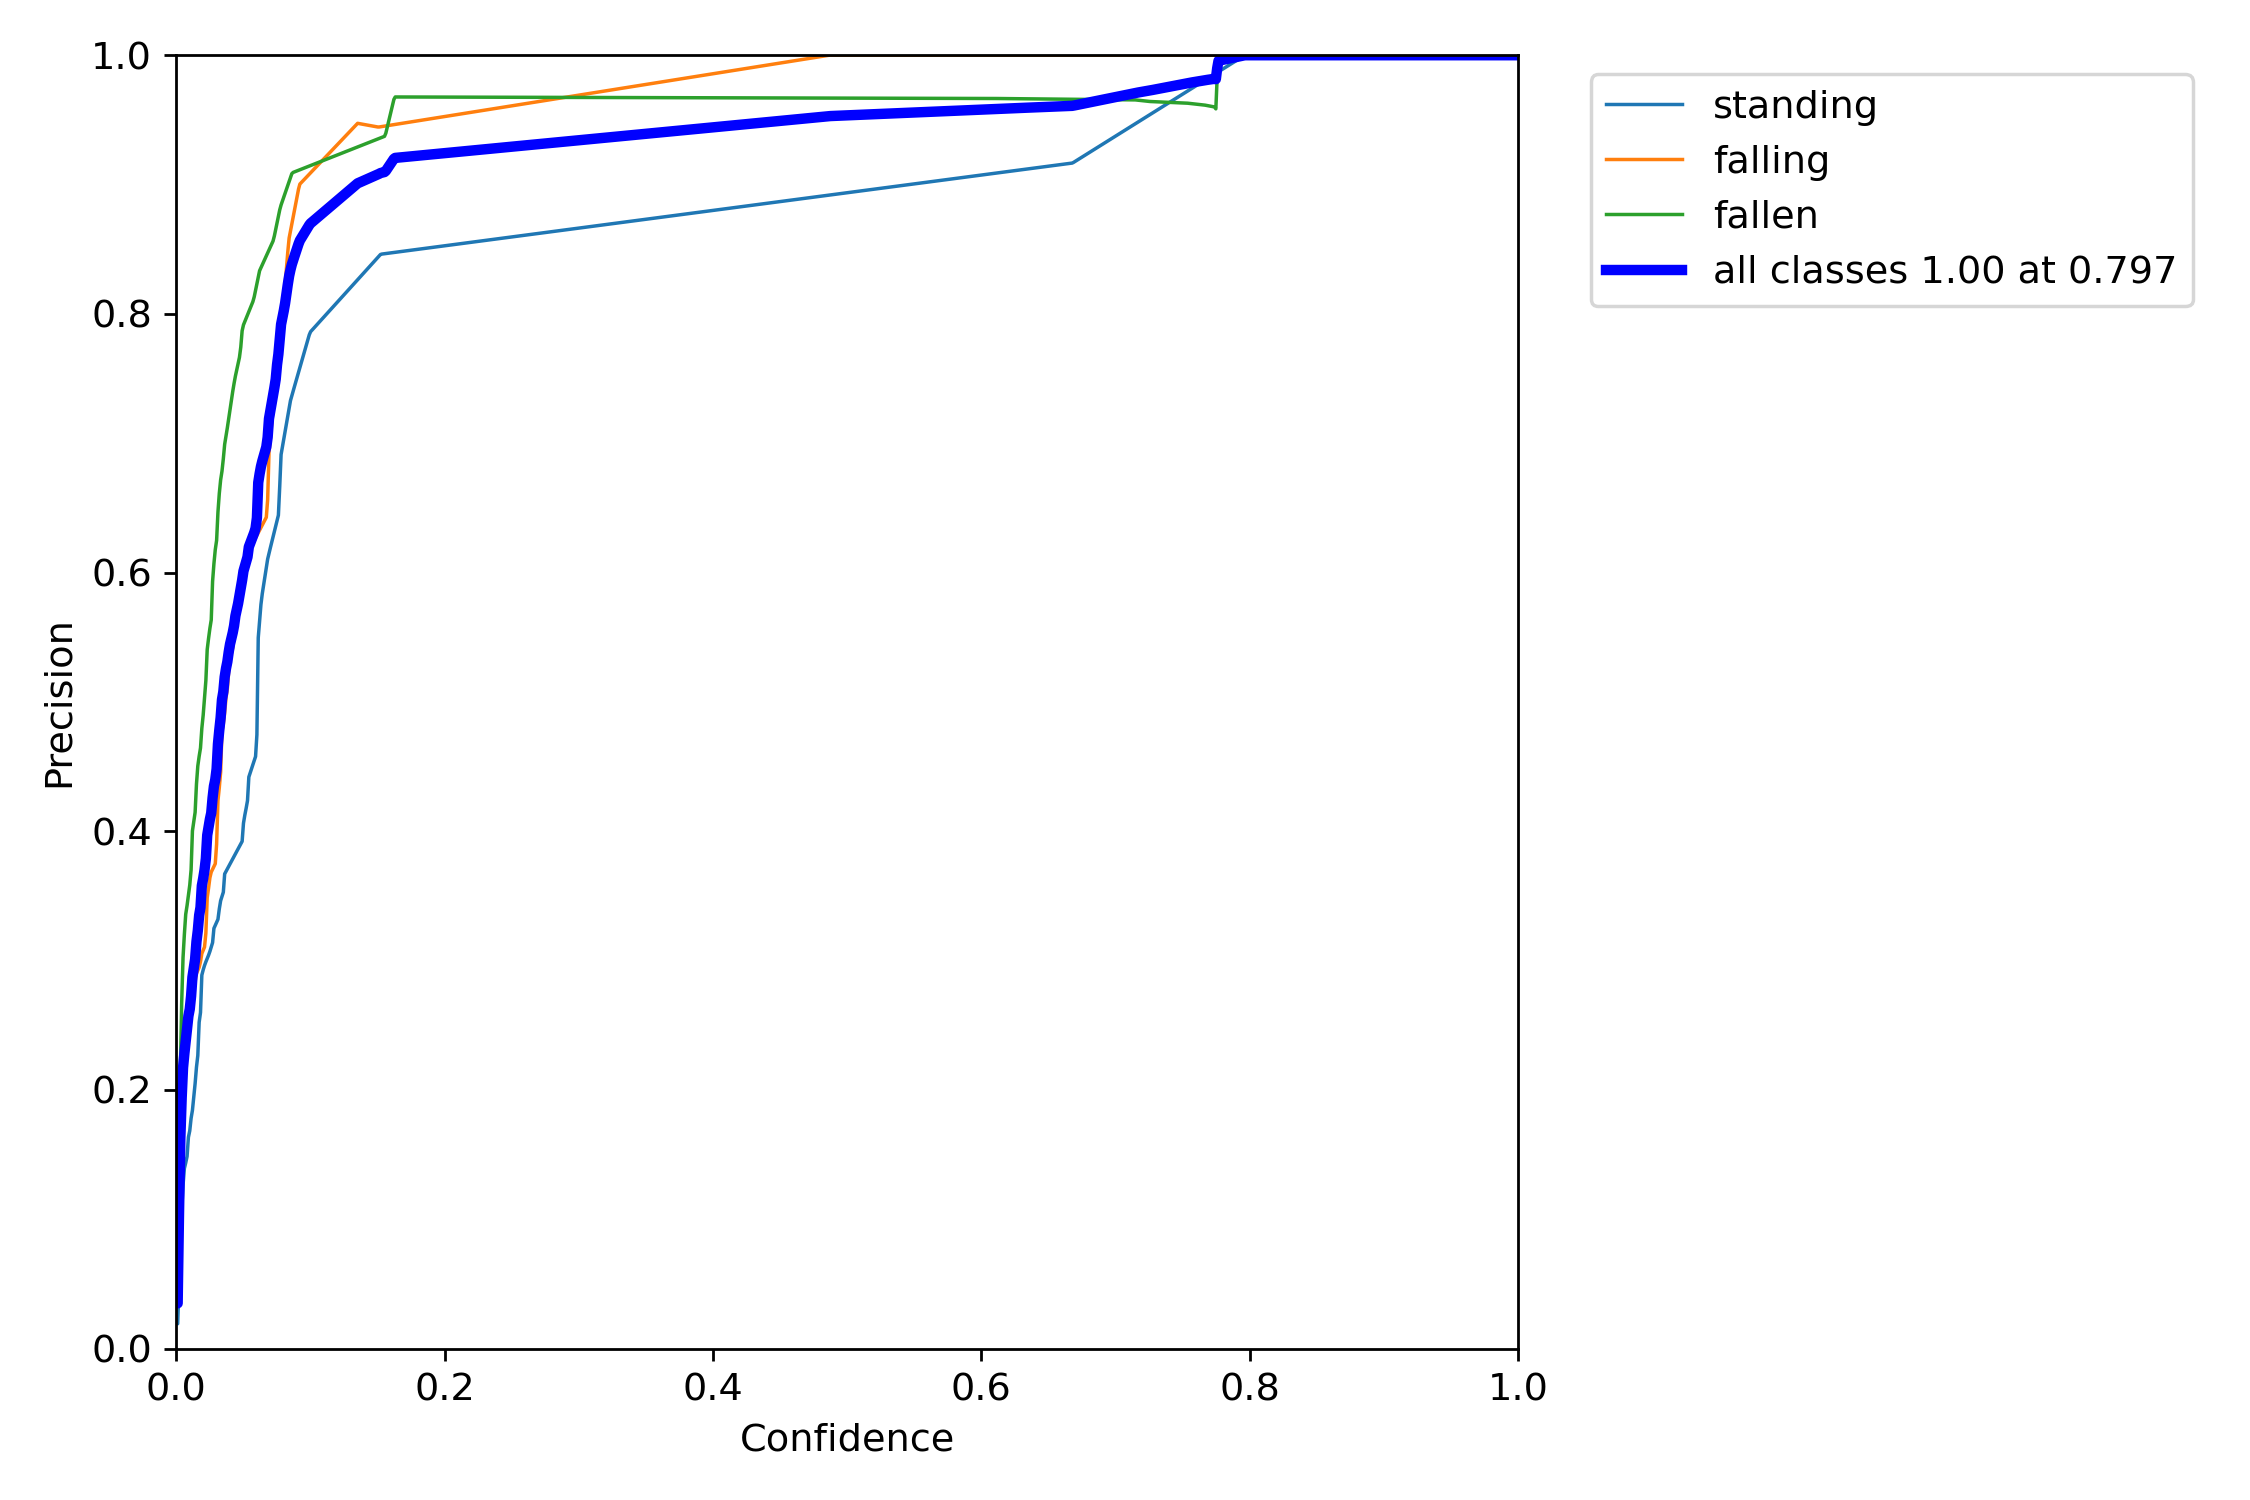 1.0
0.8
0.6
0.4
0.2
0.0
Precision
0.0 0.2 0.4 0.6 0.8 1.0
Confidence
standing
falling
fallen
all classes 1.00 at 0.797